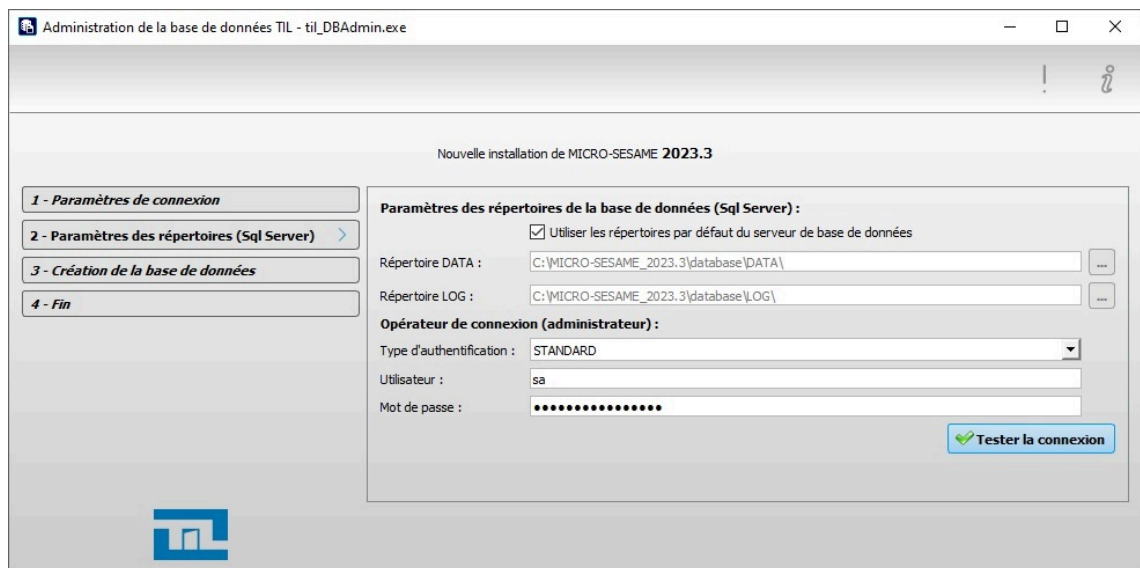 Administration de la base de données TIL - til_DBAdmin.exe
Nouvelle installation de MICRO-SESAME 2023.3
1 - Paramètres de connexion
2 - Paramètres des répertoires (Sql Server)
3 - Création de la base de données
4 - Fin
Paramètres des répertoires de la base de données (Sql Server) :
Utiliser les répertoires par défaut du serveur de base de données
Répertoire DATA : C:\MICRO-SESAME_2023.3\database\DATA\ ...
Répertoire LOG : C:\MICRO-SESAME_2023.3\database\LOG\ ...
Opérateur de connexion (administrateur) :
Type d'authentification : STANDARD
Utilisateur : sa
Mot de passe : ••••••••••••••••
Tester la connexion
TIL